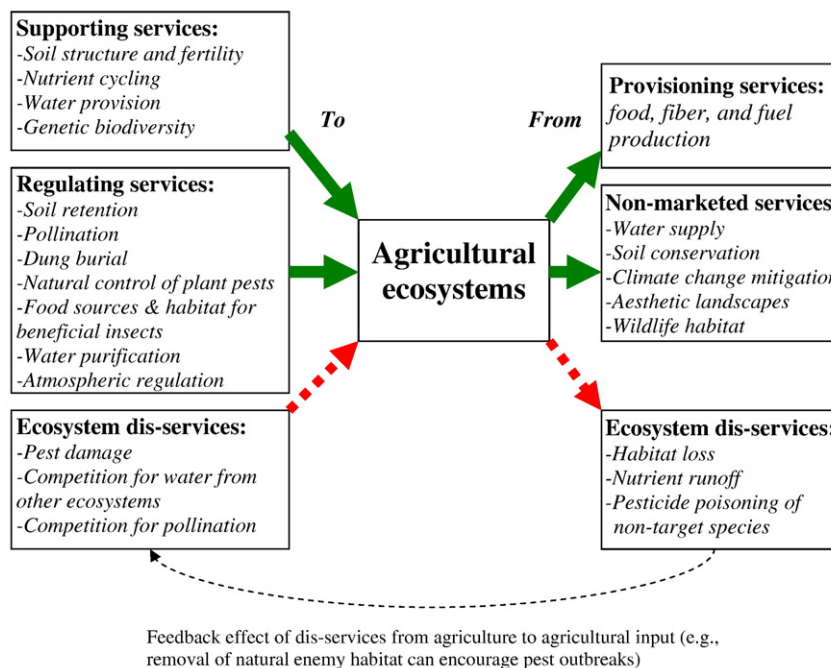 Supporting services:
-Soil structure and fertility
-Nutrient cycling
-Water provision
-Genetic biodiversity
To
From
Provisioning services:
food, fiber, and fuel
production
Regulating services:
-Soil retention
-Pollination
-Dung burial
-Natural control of plant pests
-Food sources & habitat for
beneficial insects
-Water purification
-Atmospheric regulation
Agricultural
ecosystems
Non-marketed services
-Water supply
-Soil conservation
-Climate change mitigation
-Aesthetic landscapes
-Wildlife habitat
Ecosystem dis-services:
-Pest damage
-Competition for water from
other ecosystems
-Competition for pollination
Ecosystem dis-services:
-Habitat loss
-Nutrient runoff
-Pesticide poisoning of
non-target species
Feedback effect of dis-services from agriculture to agricultural input (e.g.,
removal of natural enemy habitat can encourage pest outbreaks)